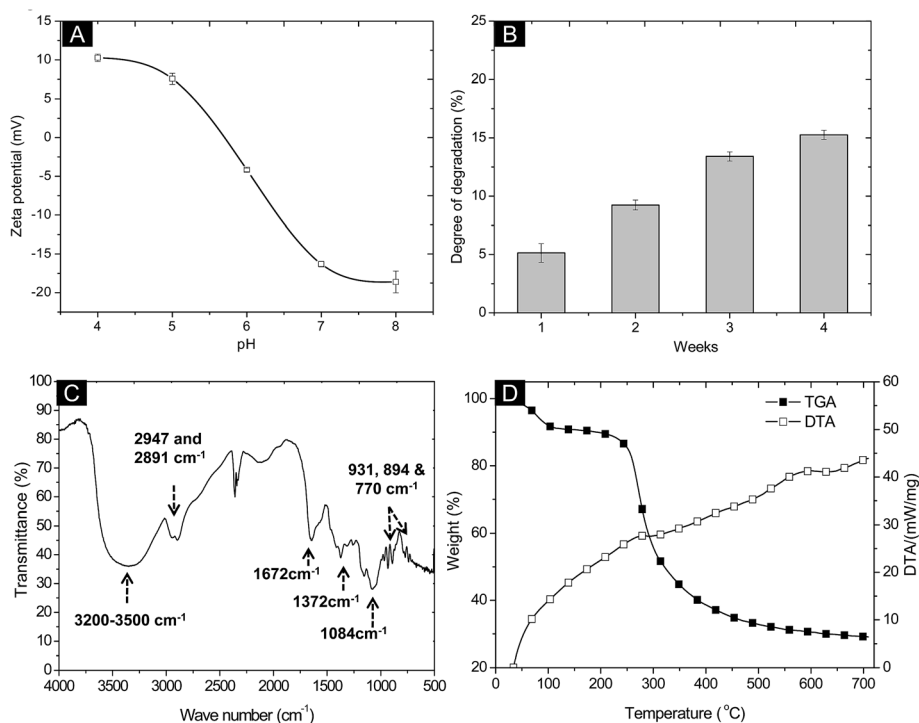 A
Zeta potential (mV)
15
10
5
0
-5
-10
-15
-20
4 5 6 7 8
pH
B
Degree of degradation (%)
25
20
15
10
5
0
1 2 3 4
Weeks
C
Transmittance (%)
100
90
80
70
60
50
40
30
20
10
0
2947 and
2891 cm-1
931, 894 &
770 cm-1
1672cm-1
1372cm-1
3200-3500 cm-1
1084cm-1
4000 3500 3000 2500 2000 1500 1000 500
Wave number (cm-1)
D
Weight (%)
100
80
60
40
20
TGA
DTA
60
50
40
30
20
10
0
DTA/(mW/mg)
0 100 200 300 400 500 600 700
Temperature (°C)